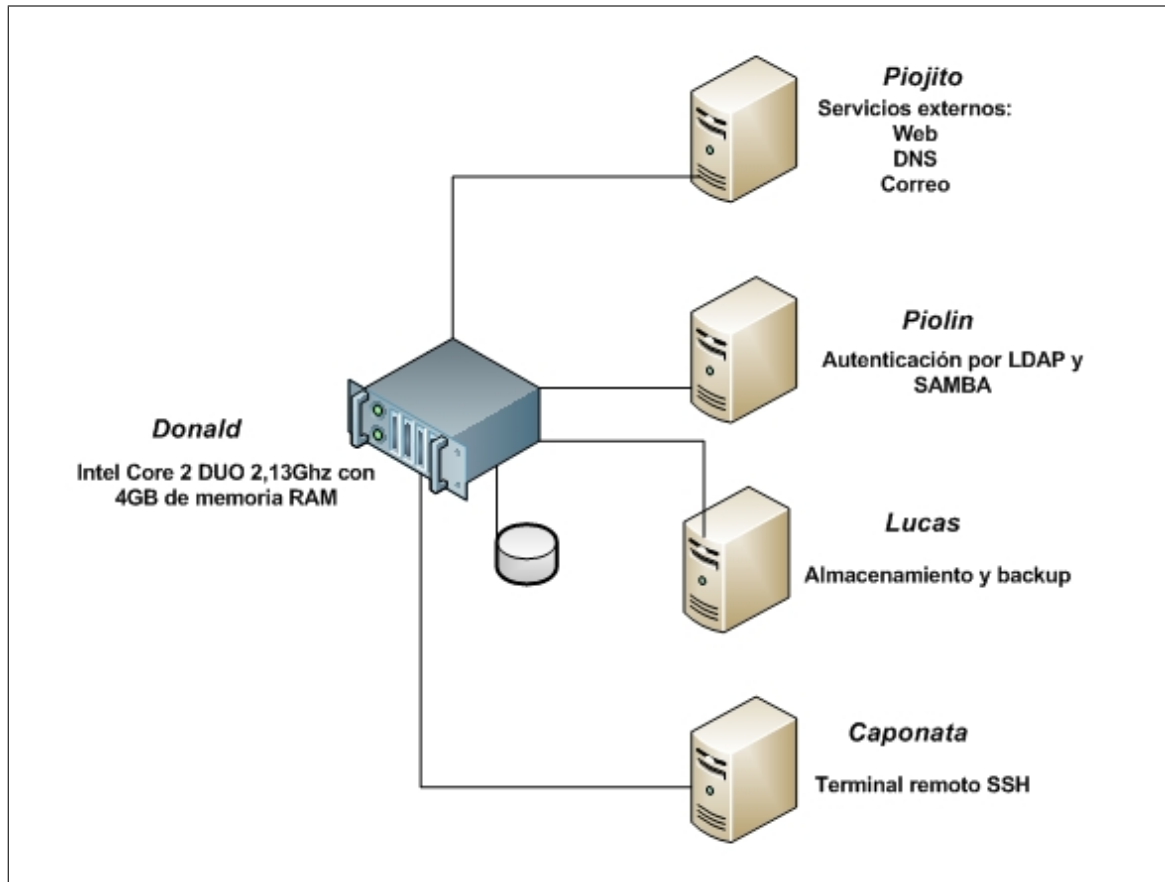 Piojito
Servicios externos:
Web
DNS
Correo
Piolin
Autenticación por LDAP y
SAMBA
Donald
Intel Core 2 DUO 2,13Ghz con
4GB de memoria RAM
Lucas
Almacenamiento y backup
Caponata
Terminal remoto SSH